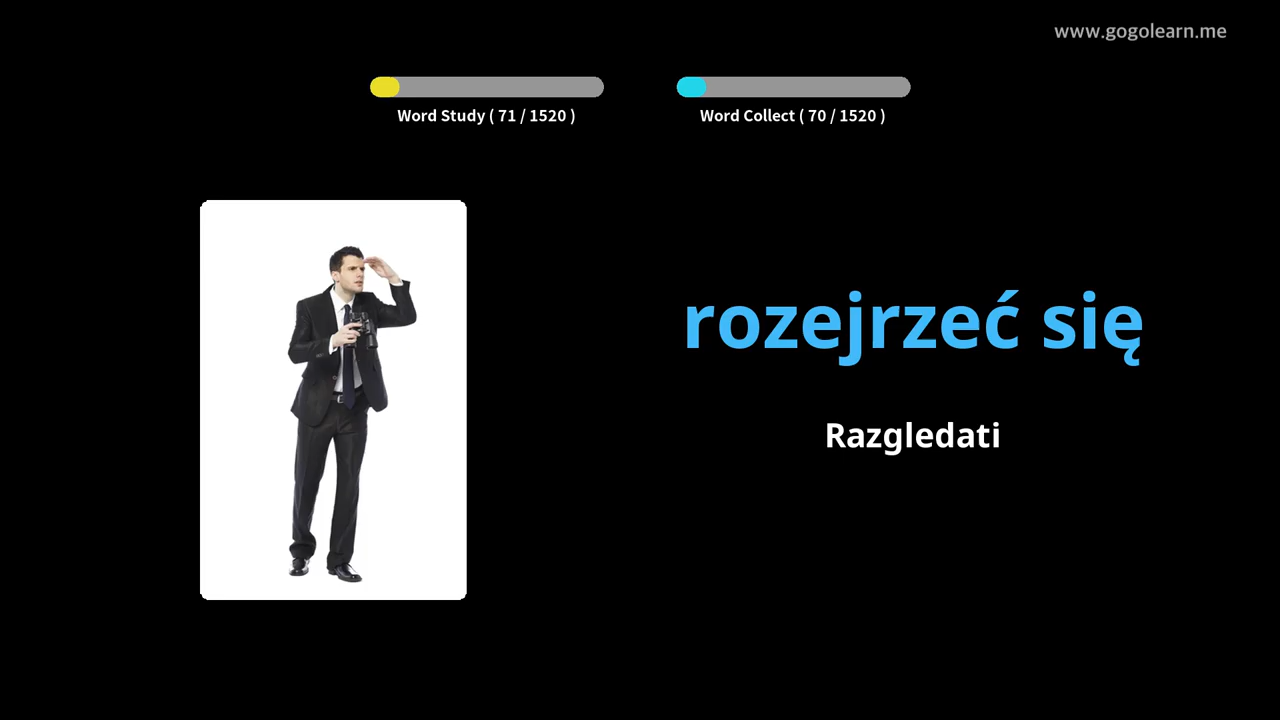 www.gogolearn.me
Word Study ( 71 / 1520 )
Word Collect ( 70 / 1520 )
rozejrzeć się
Razgledati